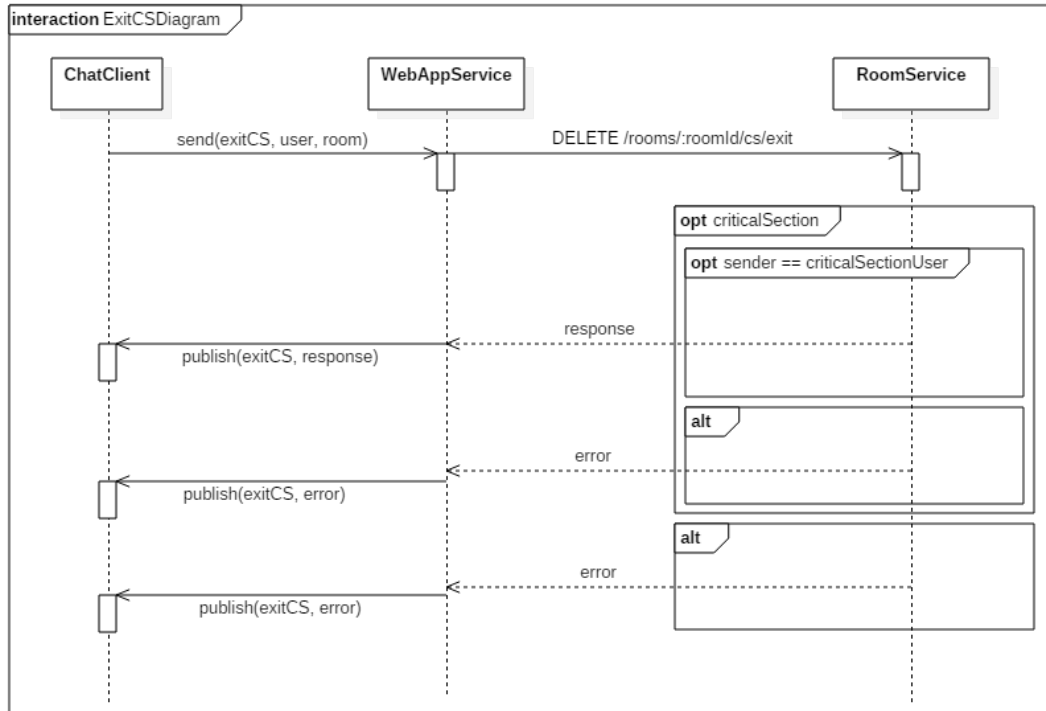 interaction ExitCSDiagram
ChatClient
WebAppService
RoomService
send(exitCS, user, room)
DELETE /rooms/:roomId/cs/exit
opt criticalSection
opt sender == criticalSectionUser
response
publish(exitCS, response)
alt
error
publish(exitCS, error)
alt
error
publish(exitCS, error)